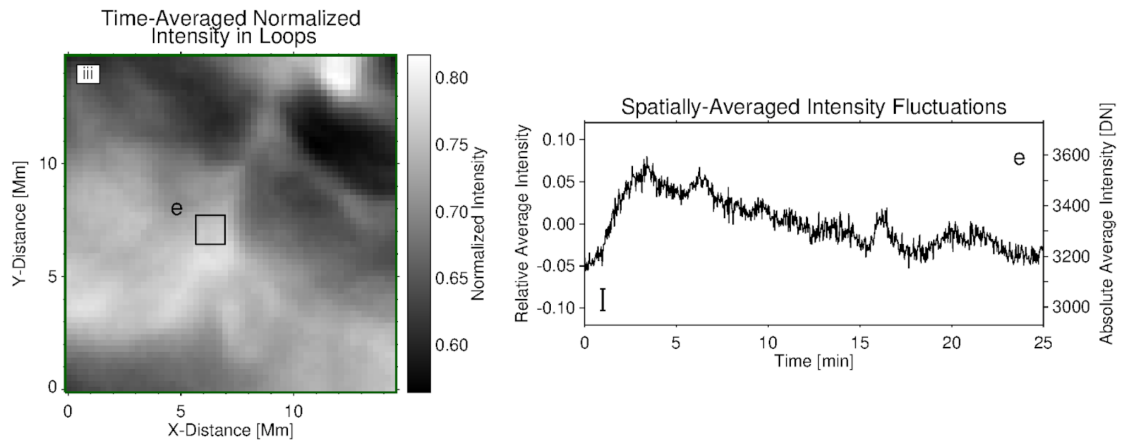 Time-Averaged Normalized
Intensity in Loops
iii
e
Y-Distance [Mm]
10
5
0
0 5 10
X-Distance [Mm]
0.80
0.75
0.70
0.65
0.60
Normalized Intensity
Spatially-Averaged Intensity Fluctuations
e
Relative Average Intensity
0.10
0.05
0.00
-0.05
-0.10
0 5 10 15 20 25
Time [min]
3600
3400
3200
3000
Absolute Average Intensity [DN]